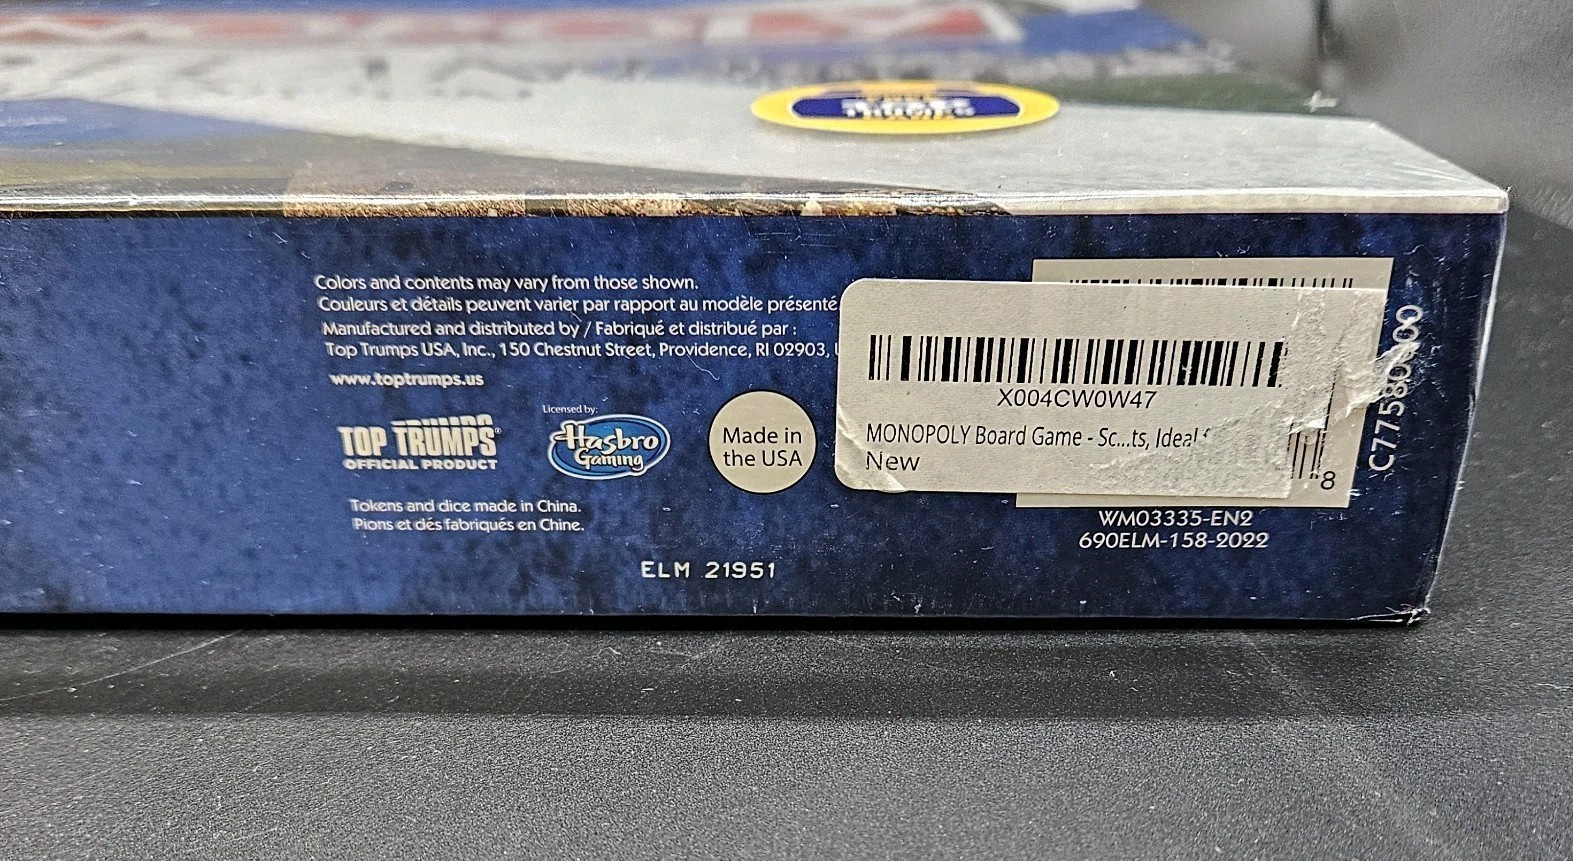 Colors and contents may vary from those shown.
Couleurs et détails peuvent varier par rapport au modèle présenté
Manufactured and distributed by / Fabriqué et distribué par :
Top Trumps USA, Inc., 150 Chestnut Street, Providence, RI 02903,
www.toptrumps.us
TOP TRUMPS®
OFFICIAL PRODUCT
Licensed by:
Hasbro
Gaming
Made in
the USA
Tokens and dice made in China.
Pions et dés fabriqués en Chine.
ELM 21951
X004CW0W47
MONOPOLY Board Game - Sc...ts, Ideal
New
8
WM03335-EN2
690ELM-158-2022